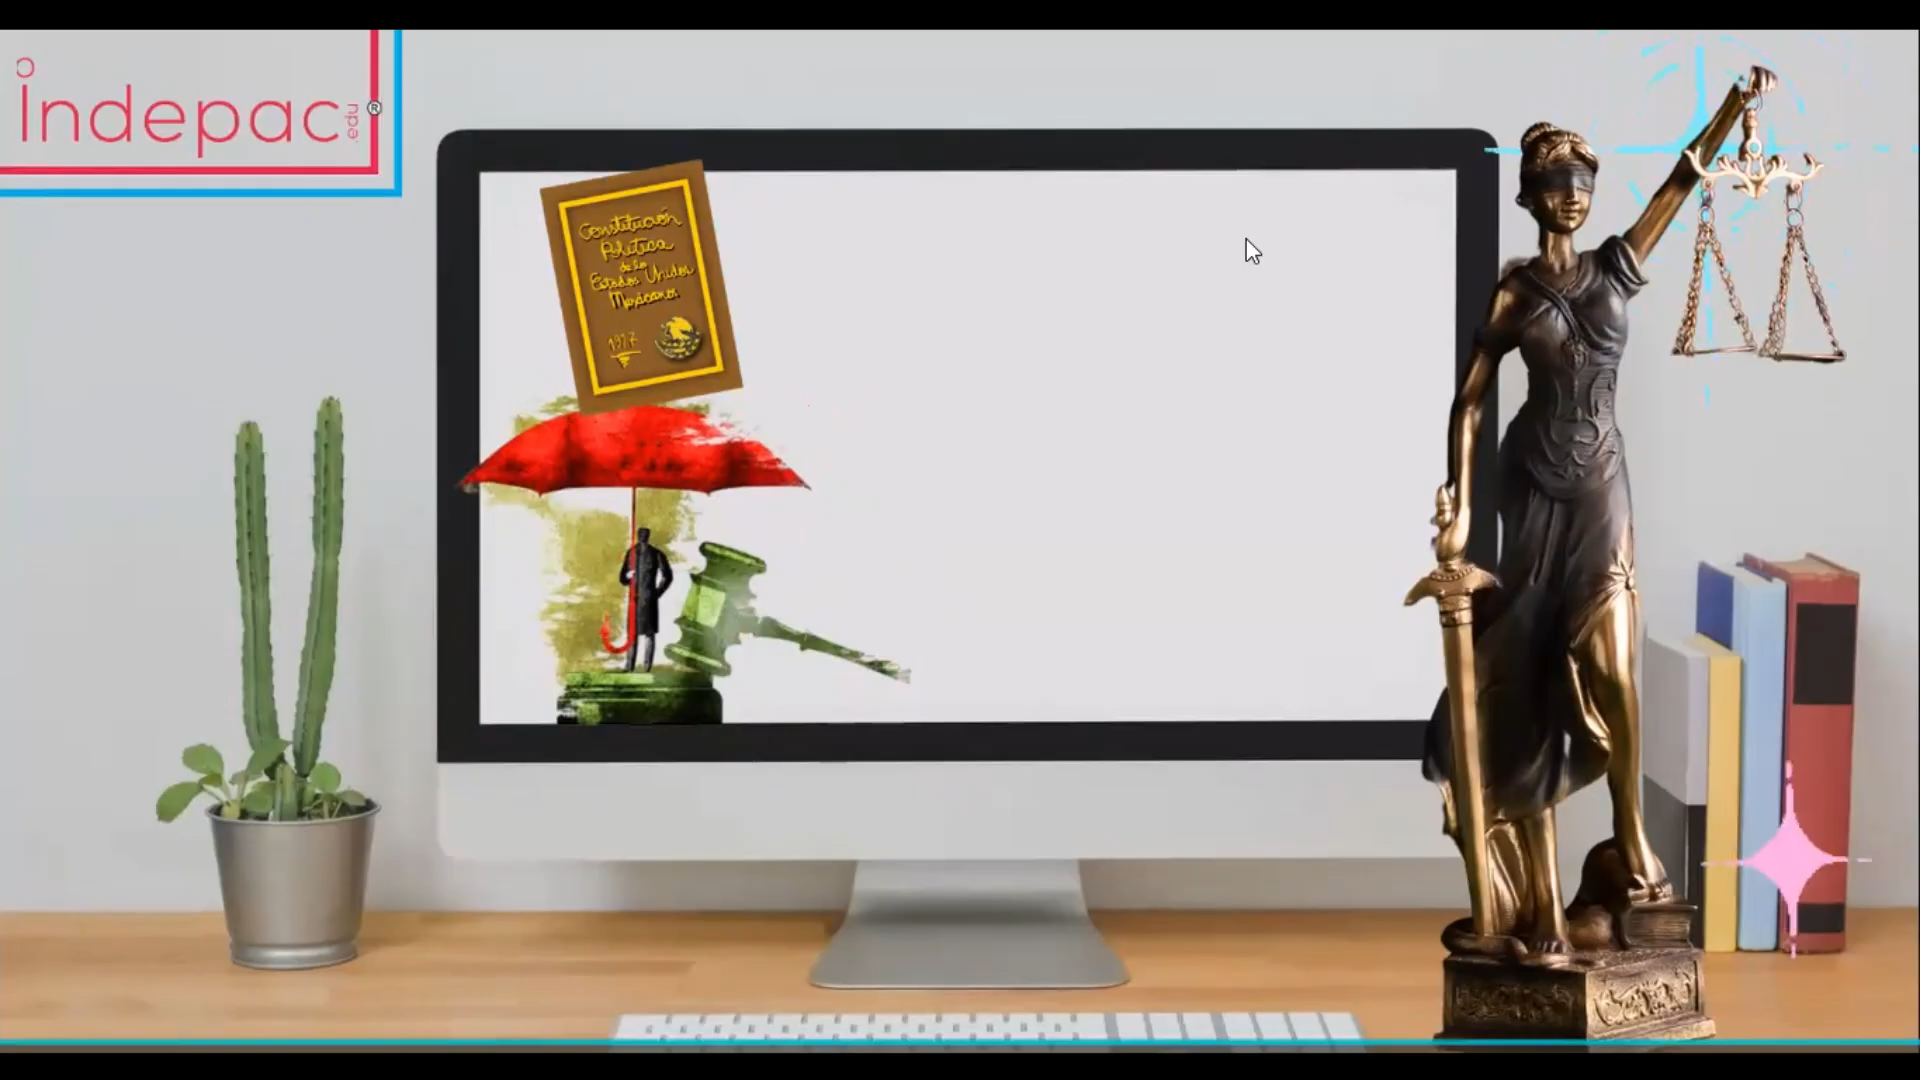 indepac
.edu
®
Constitución
Política
de los
Estados Unidos
Mexicanos
1917